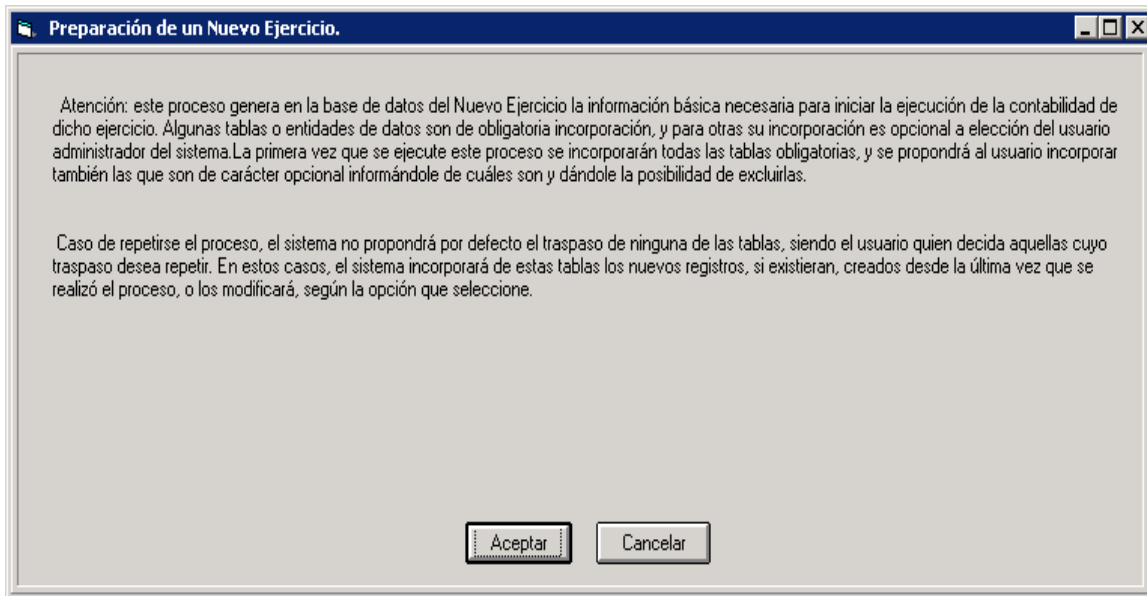 Preparación de un Nuevo Ejercicio.
Atención: este proceso genera en la base de datos del Nuevo Ejercicio la información básica necesaria para iniciar la ejecución de la contabilidad de
dicho ejercicio. Algunas tablas o entidades de datos son de obligatoria incorporación, y para otras su incorporación es opcional a elección del usuario
administrador del sistema.La primera vez que se ejecute este proceso se incorporarán todas las tablas obligatorias, y se propondrá al usuario incorporar
también las que son de carácter opcional informándole de cuáles son y dándole la posibilidad de excluirlas.
Caso de repetirse el proceso, el sistema no propondrá por defecto el traspaso de ninguna de las tablas, siendo el usuario quien decida aquellas cuyo
traspaso desea repetir. En estos casos, el sistema incorporará de estas tablas los nuevos registros, si existieran, creados desde la última vez que se
realizó el proceso, o los modificará, según la opción que seleccione.
Aceptar
Cancelar